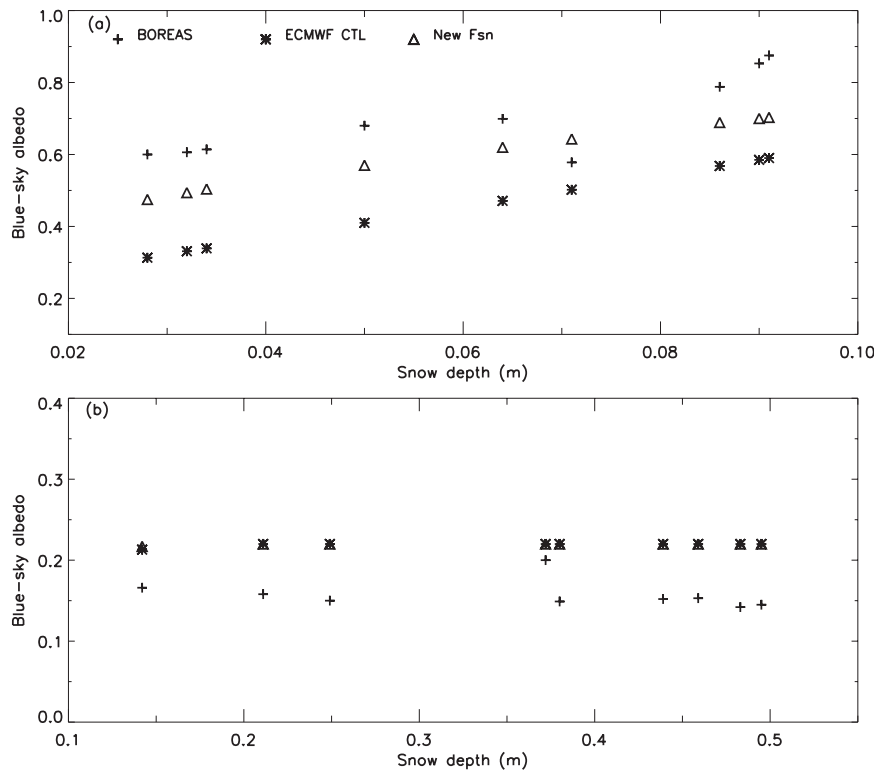 (a)
BOREAS
ECMWF CTL
New Fsn
1.0
0.8
0.6
0.4
0.2
Blue-sky albedo
0.02
0.04
0.06
0.08
0.10
Snow depth (m)
(b)
0.4
0.3
0.2
0.1
0.0
Blue-sky albedo
0.1
0.2
0.3
0.4
0.5
Snow depth (m)